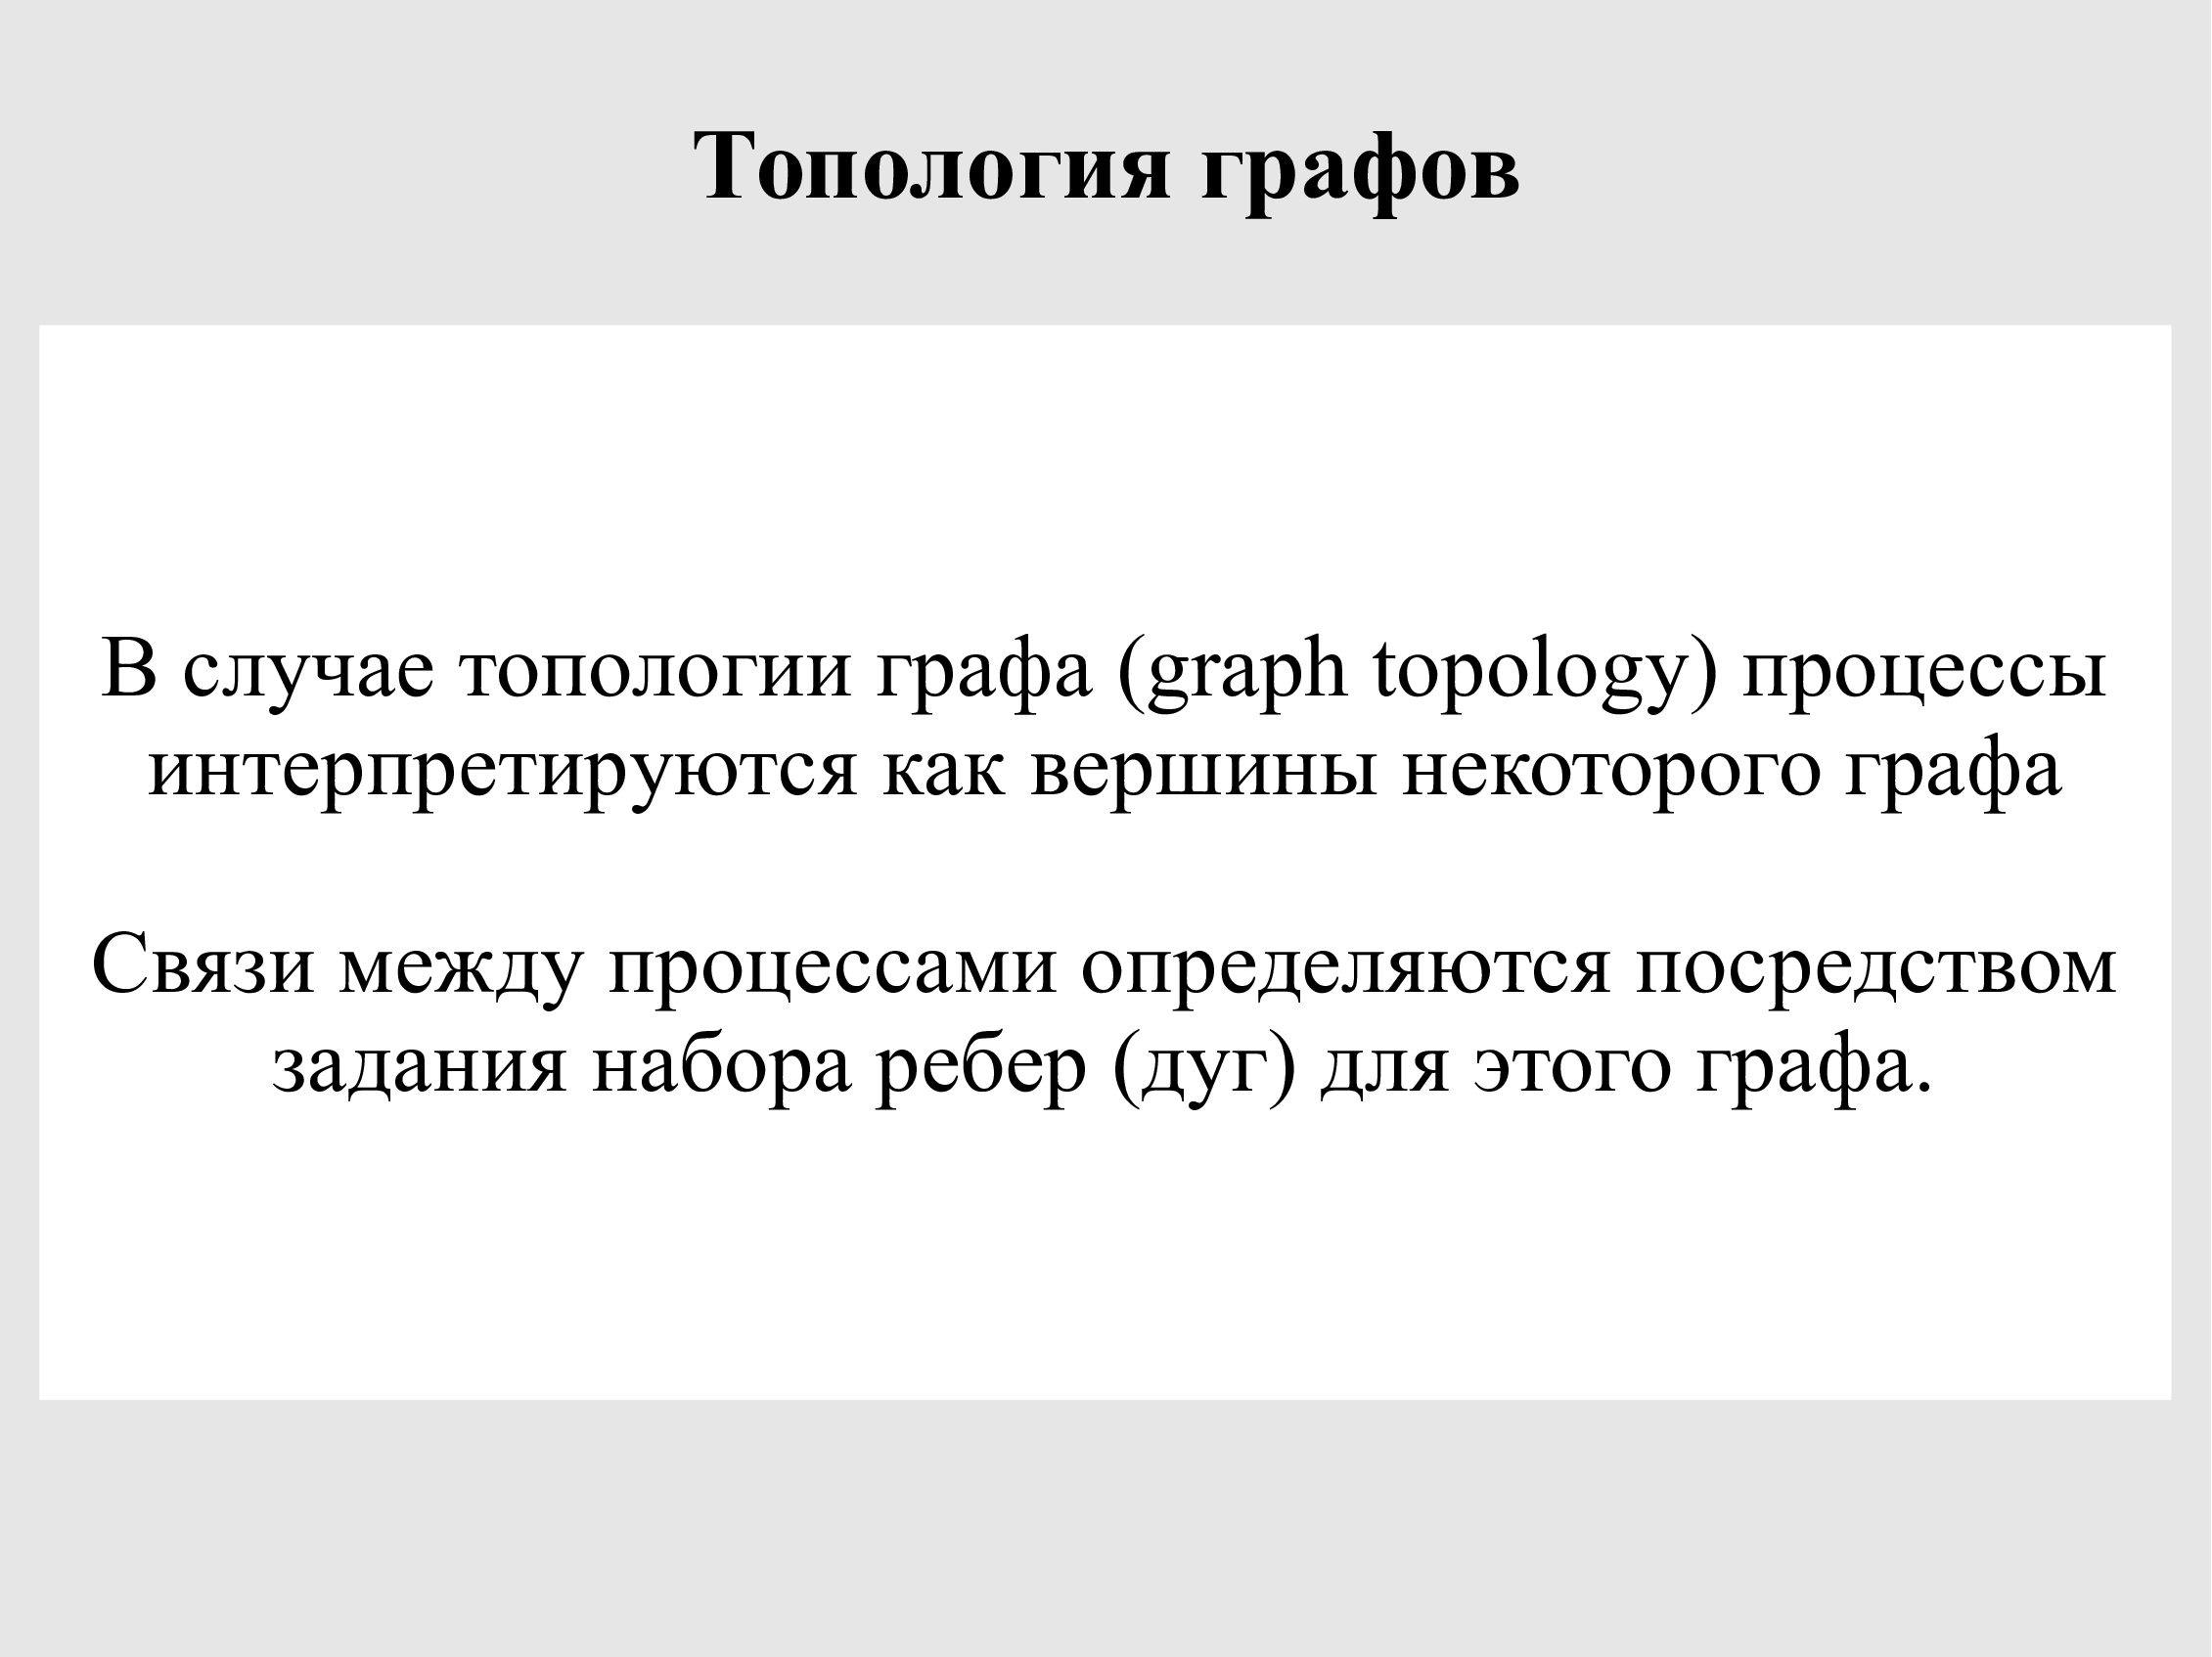 Топология графов
В случае топологии графа (graph topology) процессы
интерпретируются как вершины некоторого графа
Связи между процессами определяются посредством
задания набора ребер (дуг) для этого графа.